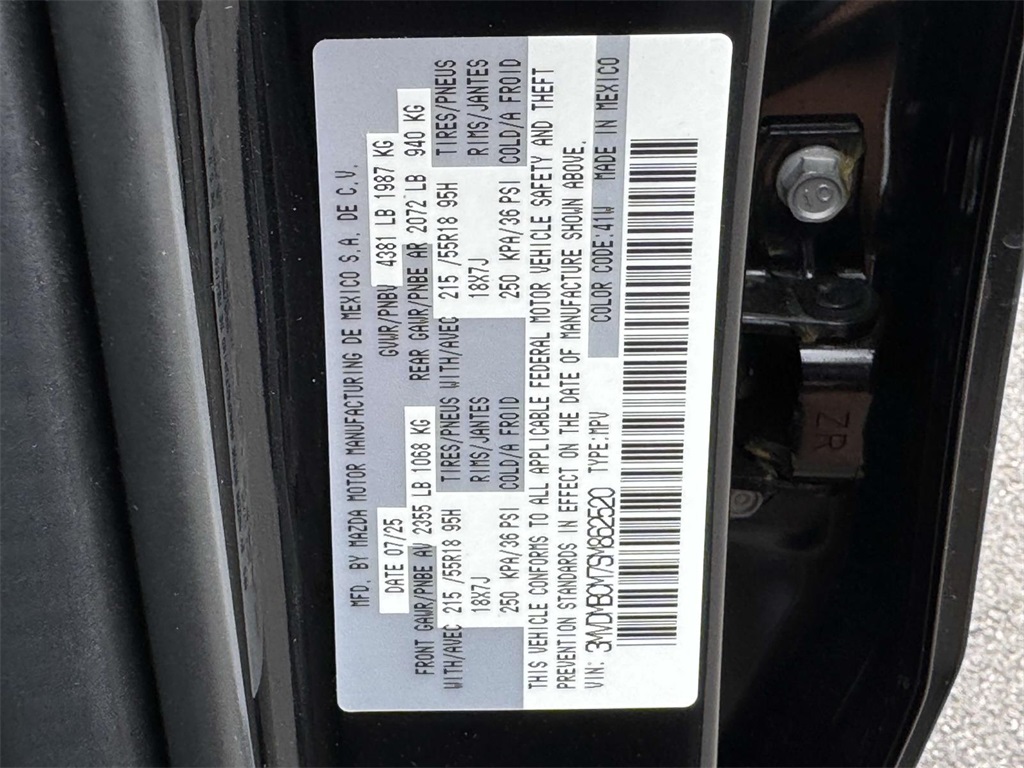 MFD. BY MAZDA MOTOR MANUFACTURING DE MEXICO S.A. DE C.V.
DATE 07/25 GVWR/PNBV 4381 LB 1987 KG
FRONT GAWR/PNBE AV 2355 LB 1068 KG REAR GAWR/PNBE AR 2072 LB 940 KG
WITH/AVEC 215/55R18 95H TIRES/PNEUS WITH/AVEC 215 /55R18 95H TIRES/PNEUS
18X7J RIMS/JANTES 18X7J RIMS/JANTES
250 KPA/36 PSI COLD/A FROID 250 KPA/36 PSI COLD/A FROID
THIS VEHICLE CONFORMS TO ALL APPLICABLE FEDERAL MOTOR VEHICLE SAFETY AND THEFT
PREVENTION STANDARDS IN EFFECT ON THE DATE OF MANUFACTURE SHOWN ABOVE.
VIN: 3MVDMBCM7SM862520 TYPE:MPV COLOR CODE:41W MADE IN MEXICO
10
ZR